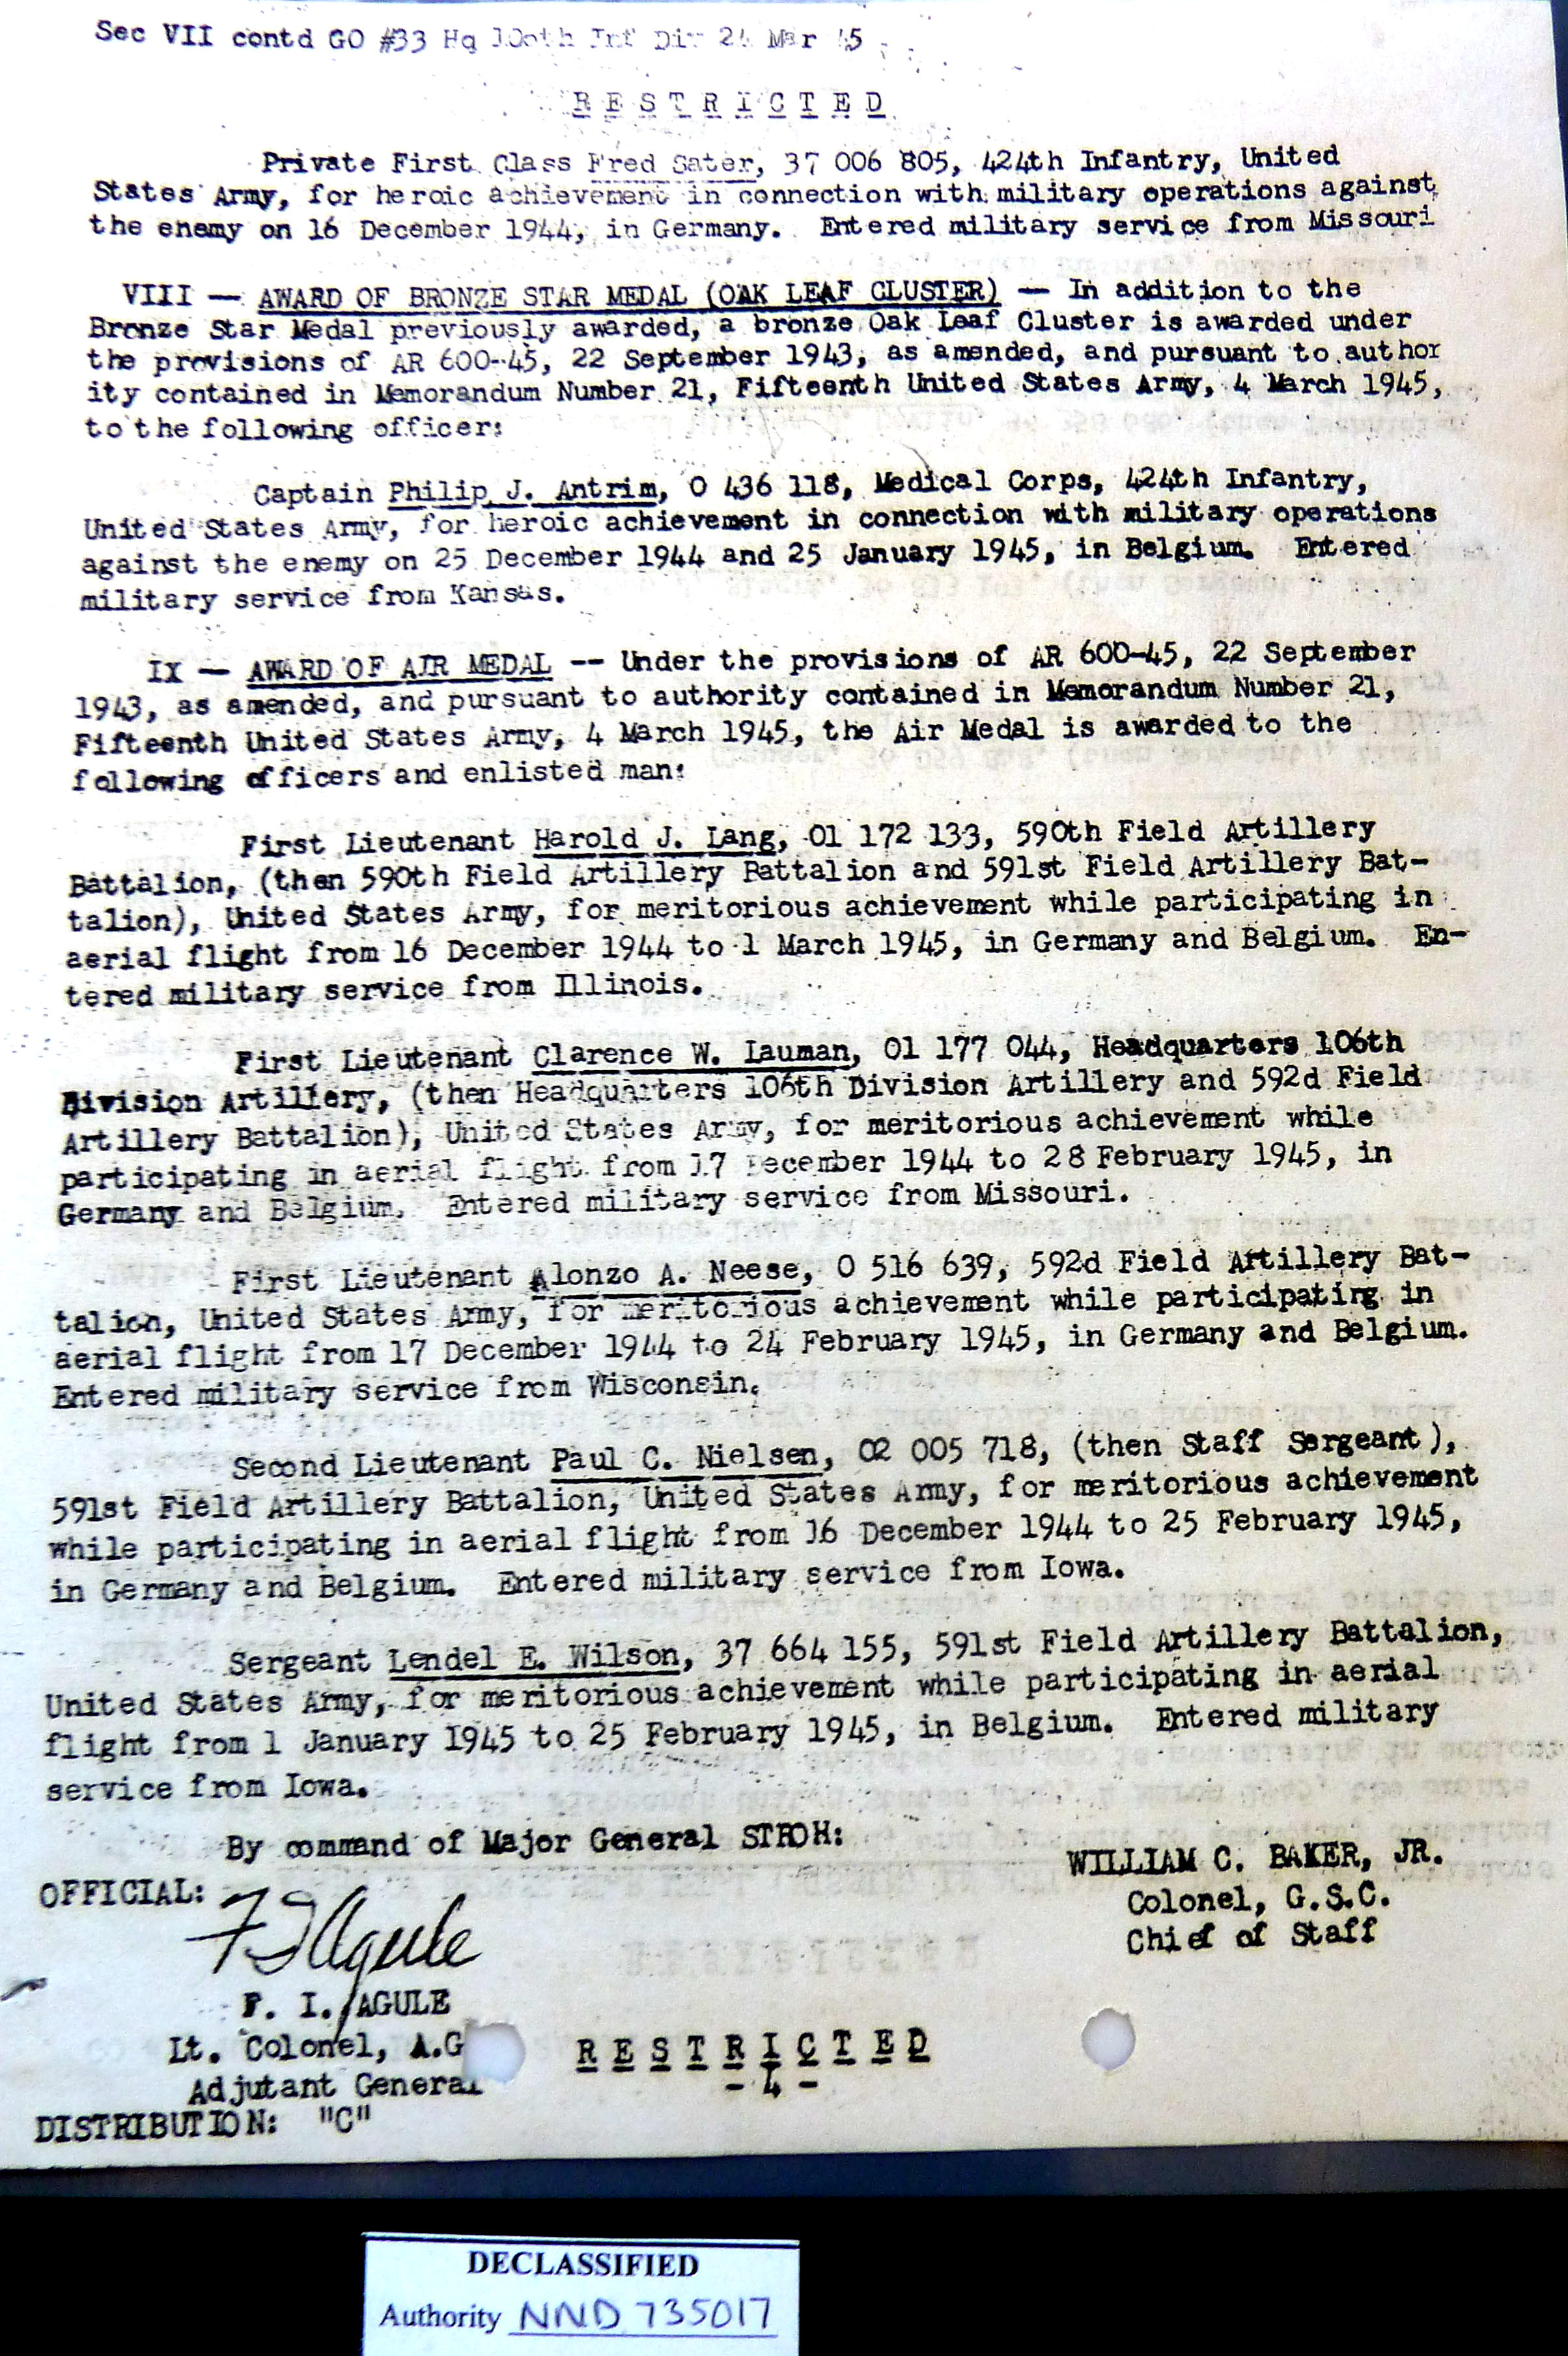 Sec VII contd GO #33 Hq 106th Inf Div 24 Mar 45
R E S T R I C T E D
Private First Class Fred Sater, 37 006 805, 424th Infantry, United
States Army, for heroic achievement in connection with military operations against
the enemy on 16 December 1944, in Germany. Entered military service from Missouri
VIII — AWARD OF BRONZE STAR MEDAL (OAK LEAF CLUSTER) — In addition to the
Bronze Star Medal previously awarded, a bronze Oak Leaf Cluster is awarded under
the provisions of AR 600-45, 22 September 1943, as amended, and pursuant to author
ity contained in Memorandum Number 21, Fifteenth United States Army, 4 March 1945,
to the following officer:
Captain Philip J. Antrim, O 436 118, Medical Corps, 424th Infantry,
United States Army, for heroic achievement in connection with military operations
against the enemy on 25 December 1944 and 25 January 1945, in Belgium. Entered
military service from Kansas.
IX — AWARD OF AIR MEDAL -- Under the provisions of AR 600-45, 22 September
1943, as amended, and pursuant to authority contained in Memorandum Number 21,
Fifteenth United States Army, 4 March 1945, the Air Medal is awarded to the
following officers and enlisted man:
First Lieutenant Harold J. Lang, O1 172 133, 590th Field Artillery
Battalion, (then 590th Field Artillery Battalion and 591st Field Artillery Bat-
talion), United States Army, for meritorious achievement while participating in
aerial flight from 16 December 1944 to 1 March 1945, in Germany and Belgium. En-
tered military service from Illinois.
First Lieutenant Clarence W. Lauman, O1 177 044, Headquarters 106th
Division Artillery, (then Headquarters 106th Division Artillery and 592d Field
Artillery Battalion), United States Army, for meritorious achievement while
participating in aerial flight from 17 December 1944 to 28 February 1945, in
Germany and Belgium. Entered military service from Missouri.
First Lieutenant Alonzo A. Neese, O 516 639, 592d Field Artillery Bat-
talion, United States Army, for meritorious achievement while participating in
aerial flight from 17 December 1944 to 24 February 1945, in Germany and Belgium.
Entered military service from Wisconsin.
Second Lieutenant Paul C. Nielsen, O2 005 718, (then Staff Sergeant),
591st Field Artillery Battalion, United States Army, for meritorious achievement
while participating in aerial flight from 16 December 1944 to 25 February 1945,
in Germany and Belgium. Entered military service from Iowa.
Sergeant Lendel E. Wilson, 37 664 155, 591st Field Artillery Battalion,
United States Army, for meritorious achievement while participating in aerial
flight from 1 January 1945 to 25 February 1945, in Belgium. Entered military
service from Iowa.
By command of Major General STROH:
WILLIAM C. BAKER, JR.
Colonel, G.S.C.
Chief of Staff
OFFICIAL:
F I Agule
F. I. AGULE
Lt. Colonel, A.G
Adjutant General
R E S T R I C T E D
- 4 -
DISTRIBUTION: "C"
DECLASSIFIED
Authority NND 735017